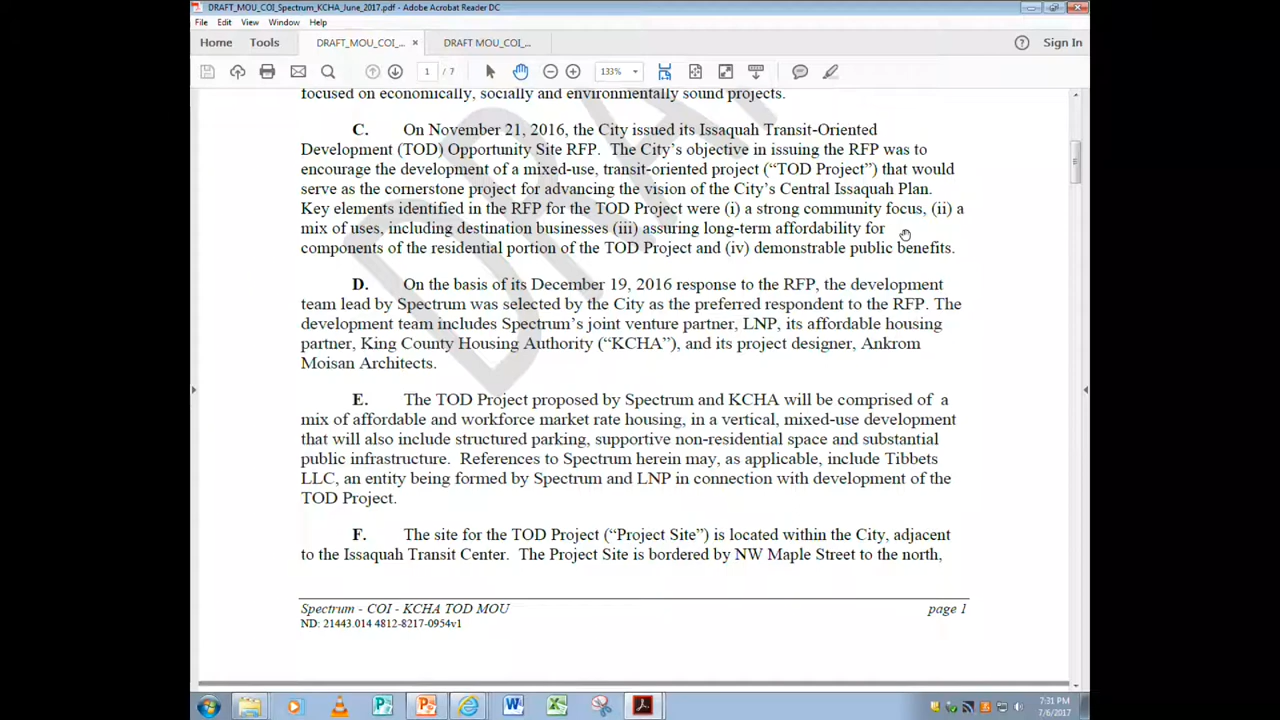 DRAFT_MOU_COI_Spectrum_KCHA_June_2017.pdf - Adobe Acrobat Reader DC
File Edit View Window Help
Home Tools DRAFT_MOU_COI_... × DRAFT MOU_COI_... Sign In
1 / 7 133%
focused on economically, socially and environmentally sound projects.
C. On November 21, 2016, the City issued its Issaquah Transit-Oriented
Development (TOD) Opportunity Site RFP. The City's objective in issuing the RFP was to
encourage the development of a mixed-use, transit-oriented project ("TOD Project") that would
serve as the cornerstone project for advancing the vision of the City's Central Issaquah Plan.
Key elements identified in the RFP for the TOD Project were (i) a strong community focus, (ii) a
mix of uses, including destination businesses (iii) assuring long-term affordability for
components of the residential portion of the TOD Project and (iv) demonstrable public benefits.
D. On the basis of its December 19, 2016 response to the RFP, the development
team lead by Spectrum was selected by the City as the preferred respondent to the RFP. The
development team includes Spectrum's joint venture partner, LNP, its affordable housing
partner, King County Housing Authority ("KCHA"), and its project designer, Ankrom
Moisan Architects.
E. The TOD Project proposed by Spectrum and KCHA will be comprised of a
mix of affordable and workforce market rate housing, in a vertical, mixed-use development
that will also include structured parking, supportive non-residential space and substantial
public infrastructure. References to Spectrum herein may, as applicable, include Tibbets
LLC, an entity being formed by Spectrum and LNP in connection with development of the
TOD Project.
F. The site for the TOD Project ("Project Site") is located within the City, adjacent
to the Issaquah Transit Center. The Project Site is bordered by NW Maple Street to the north,
Spectrum - COI - KCHA TOD MOU page 1
ND: 21443.014 4812-8217-0954v1
7:31 PM
7/6/2017